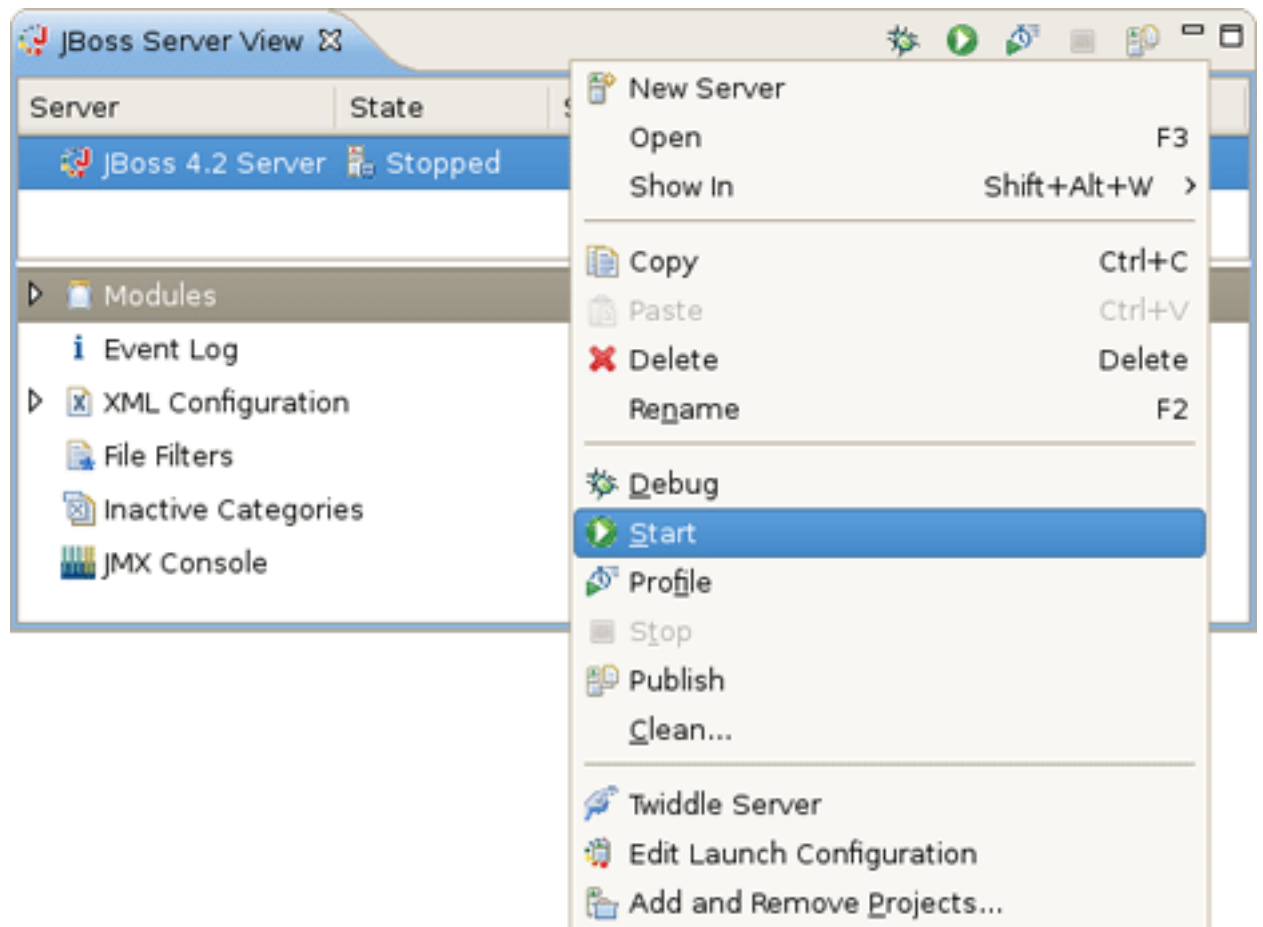 JBoss Server View
Server State
JBoss 4.2 Server Stopped
Modules
Event Log
XML Configuration
File Filters
Inactive Categories
JMX Console
New Server
Open F3
Show In Shift+Alt+W >
Copy Ctrl+C
Paste Ctrl+V
Delete Delete
Rename F2
Debug
Start
Profile
Stop
Publish
Clean...
Twiddle Server
Edit Launch Configuration
Add and Remove Projects...